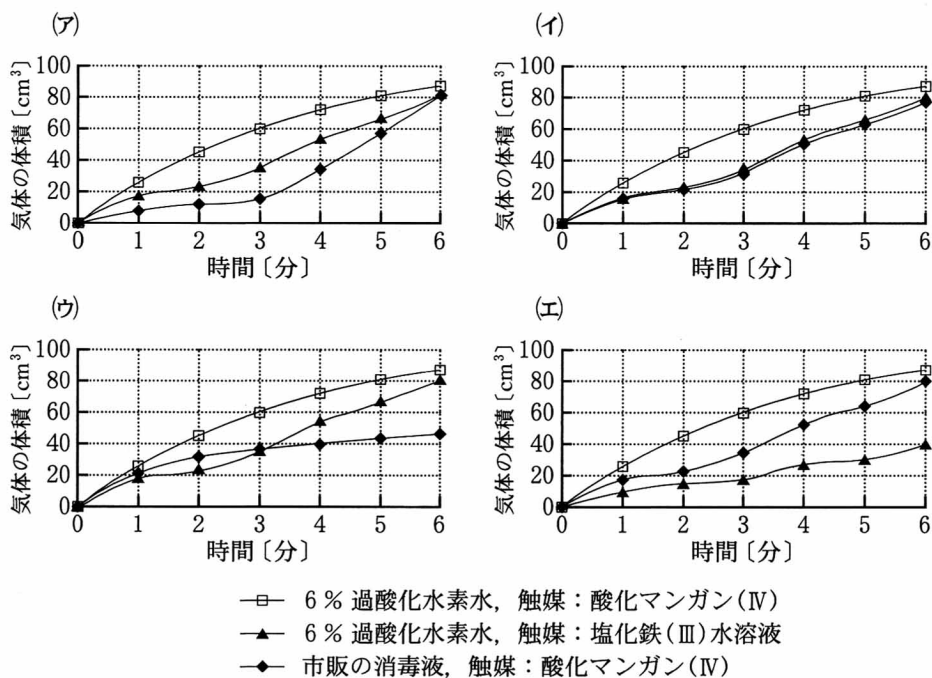 (ア)
気体の体積〔cm³〕
100
80
60
40
20
0
0 1 2 3 4 5 6
時間〔分〕
(イ)
気体の体積〔cm³〕
100
80
60
40
20
0
0 1 2 3 4 5 6
時間〔分〕
(ウ)
気体の体積〔cm³〕
100
80
60
40
20
0
0 1 2 3 4 5 6
時間〔分〕
(エ)
気体の体積〔cm³〕
100
80
60
40
20
0
0 1 2 3 4 5 6
時間〔分〕
6%過酸化水素水,触媒:酸化マンガン(Ⅳ)
6%過酸化水素水,触媒:塩化鉄(Ⅲ)水溶液
市販の消毒液,触媒:酸化マンガン(Ⅳ)